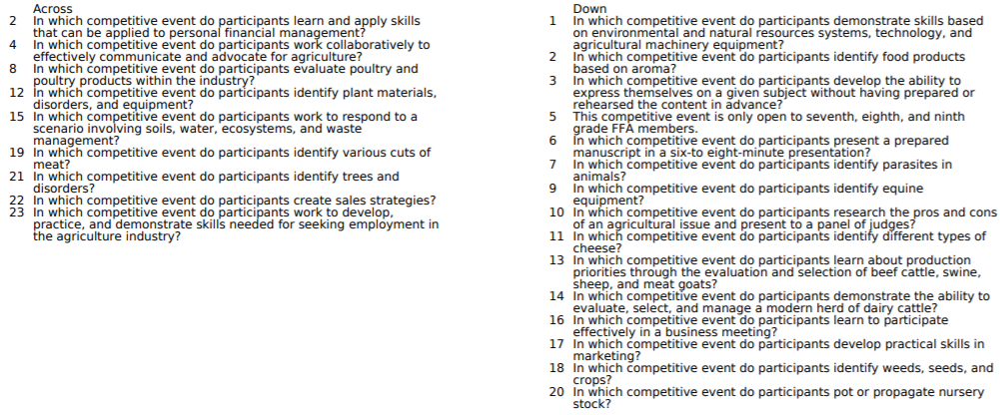 Across
2 In which competitive event do participants learn and apply skills
that can be applied to personal financial management?
4 In which competitive event do participants work collaboratively to
effectively communicate and advocate for agriculture?
8 In which competitive event do participants evaluate poultry and
poultry products within the industry?
12 In which competitive event do participants identify plant materials,
disorders, and equipment?
15 In which competitive event do participants work to respond to a
scenario involving soils, water, ecosystems, and waste
management?
19 In which competitive event do participants identify various cuts of
meat?
21 In which competitive event do participants identify trees and
disorders?
22 In which competitive event do participants create sales strategies?
23 In which competitive event do participants work to develop,
practice, and demonstrate skills needed for seeking employment in
the agriculture industry?
Down
1 In which competitive event do participants demonstrate skills based
on environmental and natural resources systems, technology, and
agricultural machinery equipment?
2 In which competitive event do participants identify food products
based on aroma?
3 In which competitive event do participants develop the ability to
express themselves on a given subject without having prepared or
rehearsed the content in advance?
5 This competitive event is only open to seventh, eighth, and ninth
grade FFA members.
6 In which competitive event do participants present a prepared
manuscript in a six-to eight-minute presentation?
7 In which competitive event do participants identify parasites in
animals?
9 In which competitive event do participants identify equine
equipment?
10 In which competitive event do participants research the pros and cons
of an agricultural issue and present to a panel of judges?
11 In which competitive event do participants identify different types of
cheese?
13 In which competitive event do participants learn about production
priorities through the evaluation and selection of beef cattle, swine,
sheep, and meat goats?
14 In which competitive event do participants demonstrate the ability to
evaluate, select, and manage a modern herd of dairy cattle?
16 In which competitive event do participants learn to participate
effectively in a business meeting?
17 In which competitive event do participants develop practical skills in
marketing?
18 In which competitive event do participants identify weeds, seeds, and
crops?
20 In which competitive event do participants pot or propagate nursery
stock?